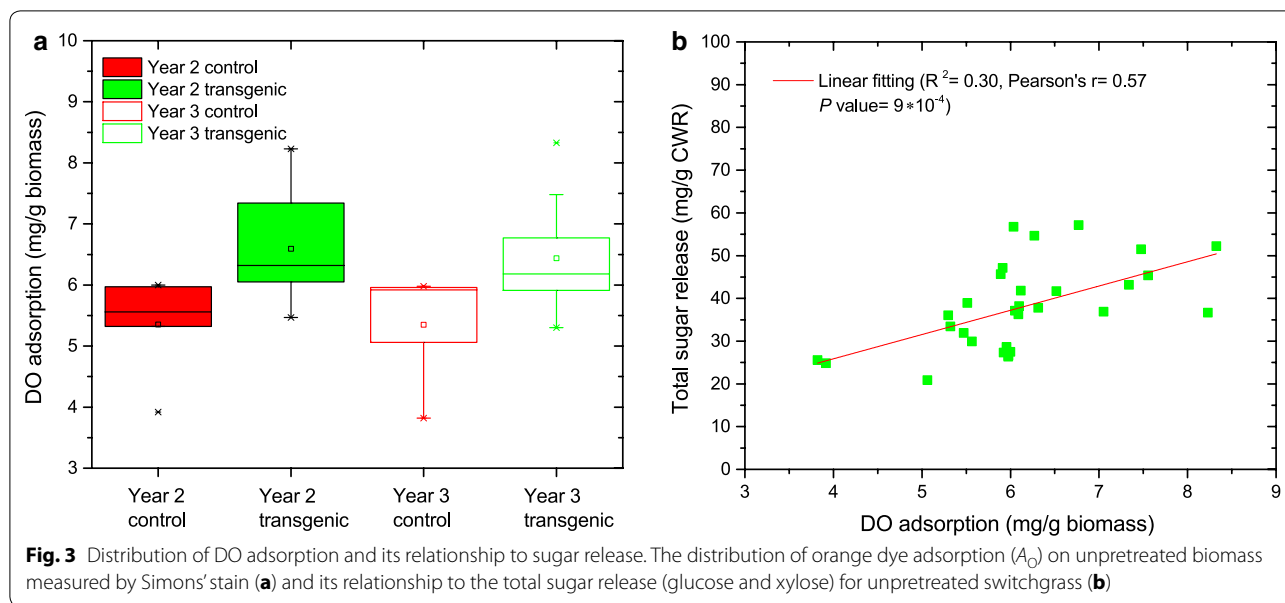 a
10
9
8
7
6
5
4
3
DO adsorption (mg/g biomass)
Year 2 control
Year 2 transgenic
Year 3 control
Year 3 transgenic
Year 2
control
Year 2
transgenic
Year 3
control
Year 3
transgenic
b
100
90
80
70
60
50
40
30
20
10
0
Total sugar release (mg/g CWR)
Linear fitting (R²= 0.30, Pearson's r= 0.57
P value= 9*10⁻⁴)
3 4 5 6 7 8 9
DO adsorption (mg/g biomass)
Fig. 3 Distribution of DO adsorption and its relationship to sugar release. The distribution of orange dye adsorption (A_O) on unpretreated biomass
measured by Simons' stain (a) and its relationship to the total sugar release (glucose and xylose) for unpretreated switchgrass (b)